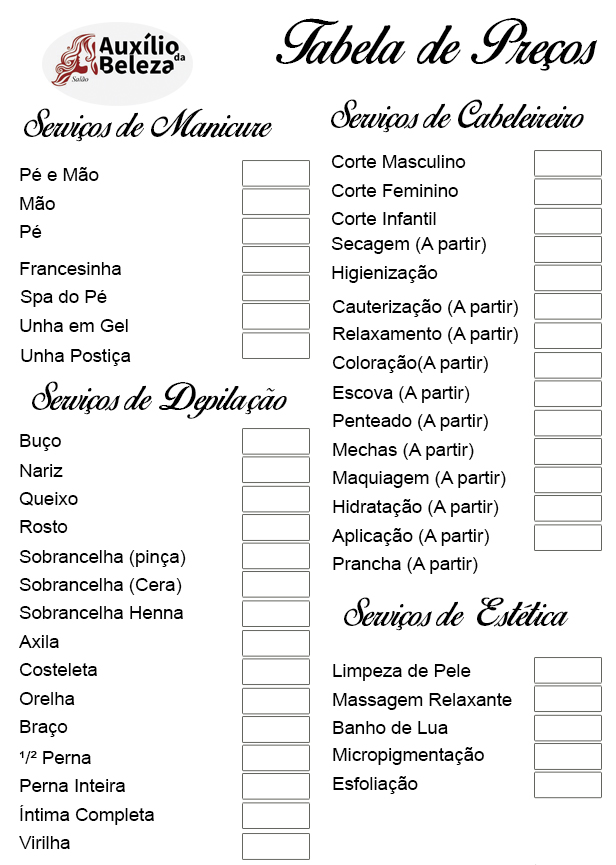 Auxílio
da
Beleza
Salão
Tabela de Preços
Serviços de Manicure
Pé e Mão
Mão
Pé
Francesinha
Spa do Pé
Unha em Gel
Unha Postiça
Serviços de Depilação
Buço
Nariz
Queixo
Rosto
Sobrancelha (pinça)
Sobrancelha (Cera)
Sobrancelha Henna
Axila
Costeleta
Orelha
Braço
¹/² Perna
Perna Inteira
Íntima Completa
Virilha
Serviços de Cabeleireiro
Corte Masculino
Corte Feminino
Corte Infantil
Secagem (A partir)
Higienização
Cauterização (A partir)
Relaxamento (A partir)
Coloração(A partir)
Escova (A partir)
Penteado (A partir)
Mechas (A partir)
Maquiagem (A partir)
Hidratação (A partir)
Aplicação (A partir)
Prancha (A partir)
Serviços de Estética
Limpeza de Pele
Massagem Relaxante
Banho de Lua
Micropigmentação
Esfoliação